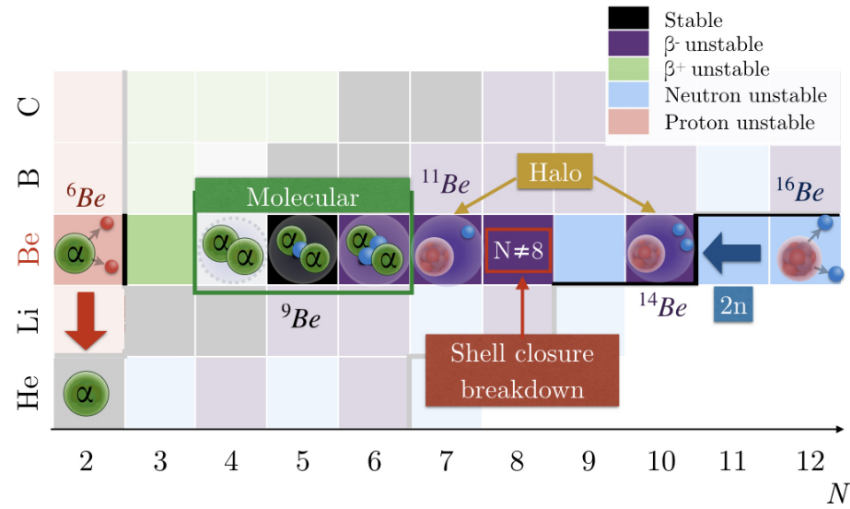 Stable
β⁻ unstable
β⁺ unstable
Neutron unstable
Proton unstable
C
B
Be
Li
He
⁶Be
Molecular
¹¹Be
Halo
¹⁶Be
α
α
α
α
α
α
α
N≠8
⁹Be
¹⁴Be
2n
Shell closure
breakdown
α
2 3 4 5 6 7 8 9 10 11 12
N